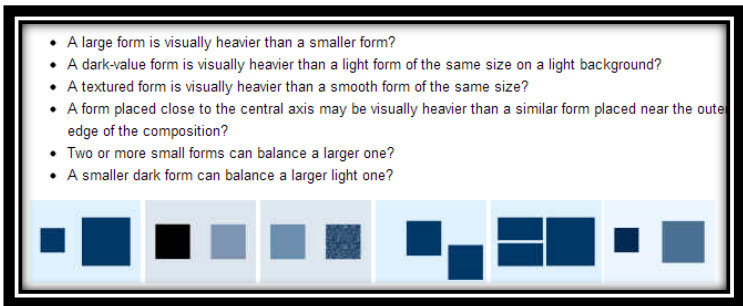 • A large form is visually heavier than a smaller form?
• A dark-value form is visually heavier than a light form of the same size on a light background?
• A textured form is visually heavier than a smooth form of the same size?
• A form placed close to the central axis may be visually heavier than a similar form placed near the oute
edge of the composition?
• Two or more small forms can balance a larger one?
• A smaller dark form can balance a larger light one?